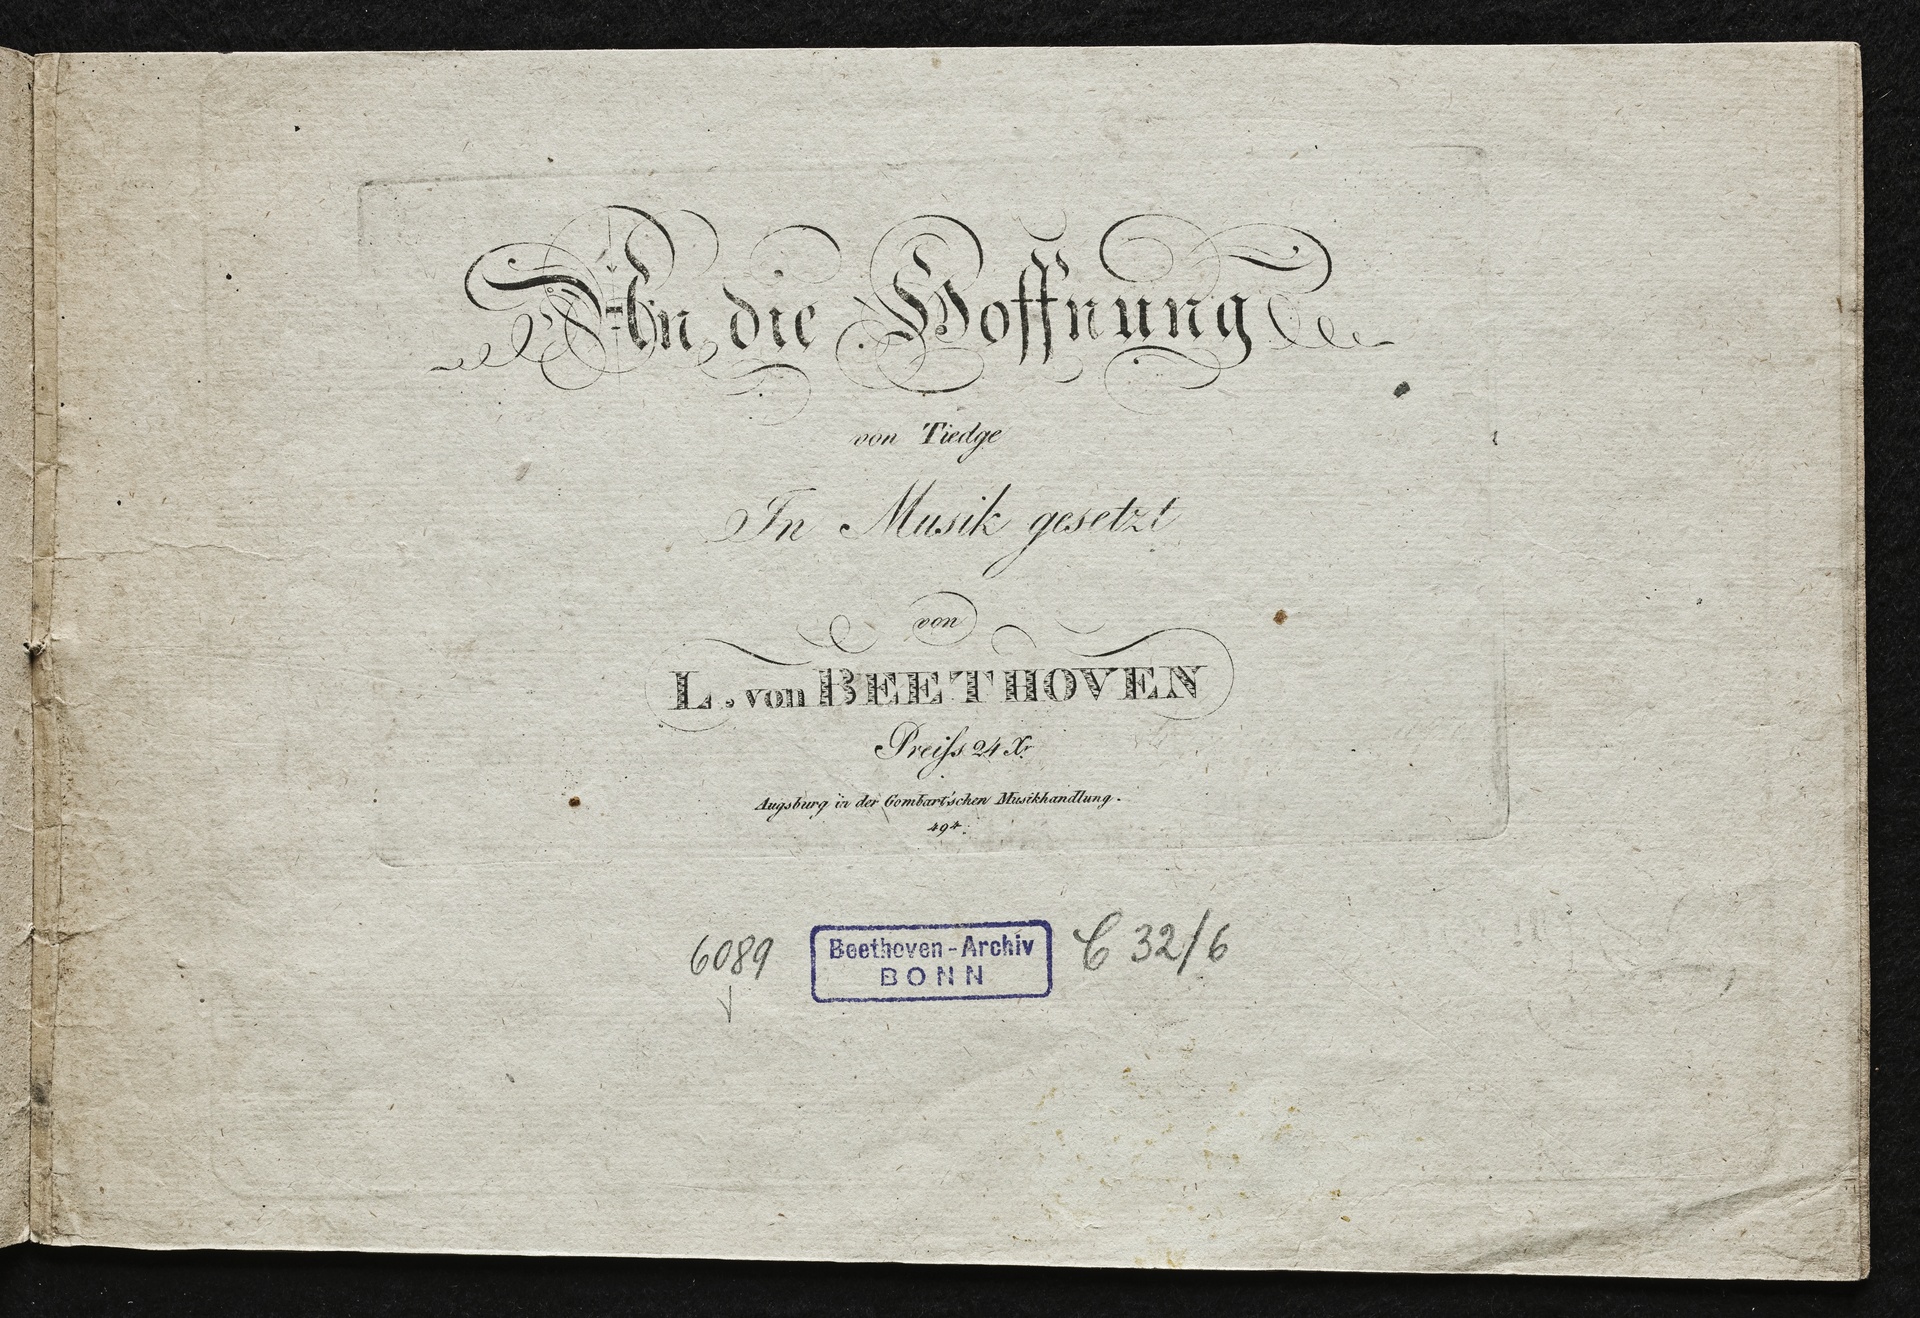 An die Hoffnung
von Tiedge
In Musik gesetzt
von
L. von BEETHOVEN
Preiſs 24 Xr.
Augsburg in der Gombart'schen Musikhandlung.
494.
6089
Beethoven-Archiv
BONN
C 32/6